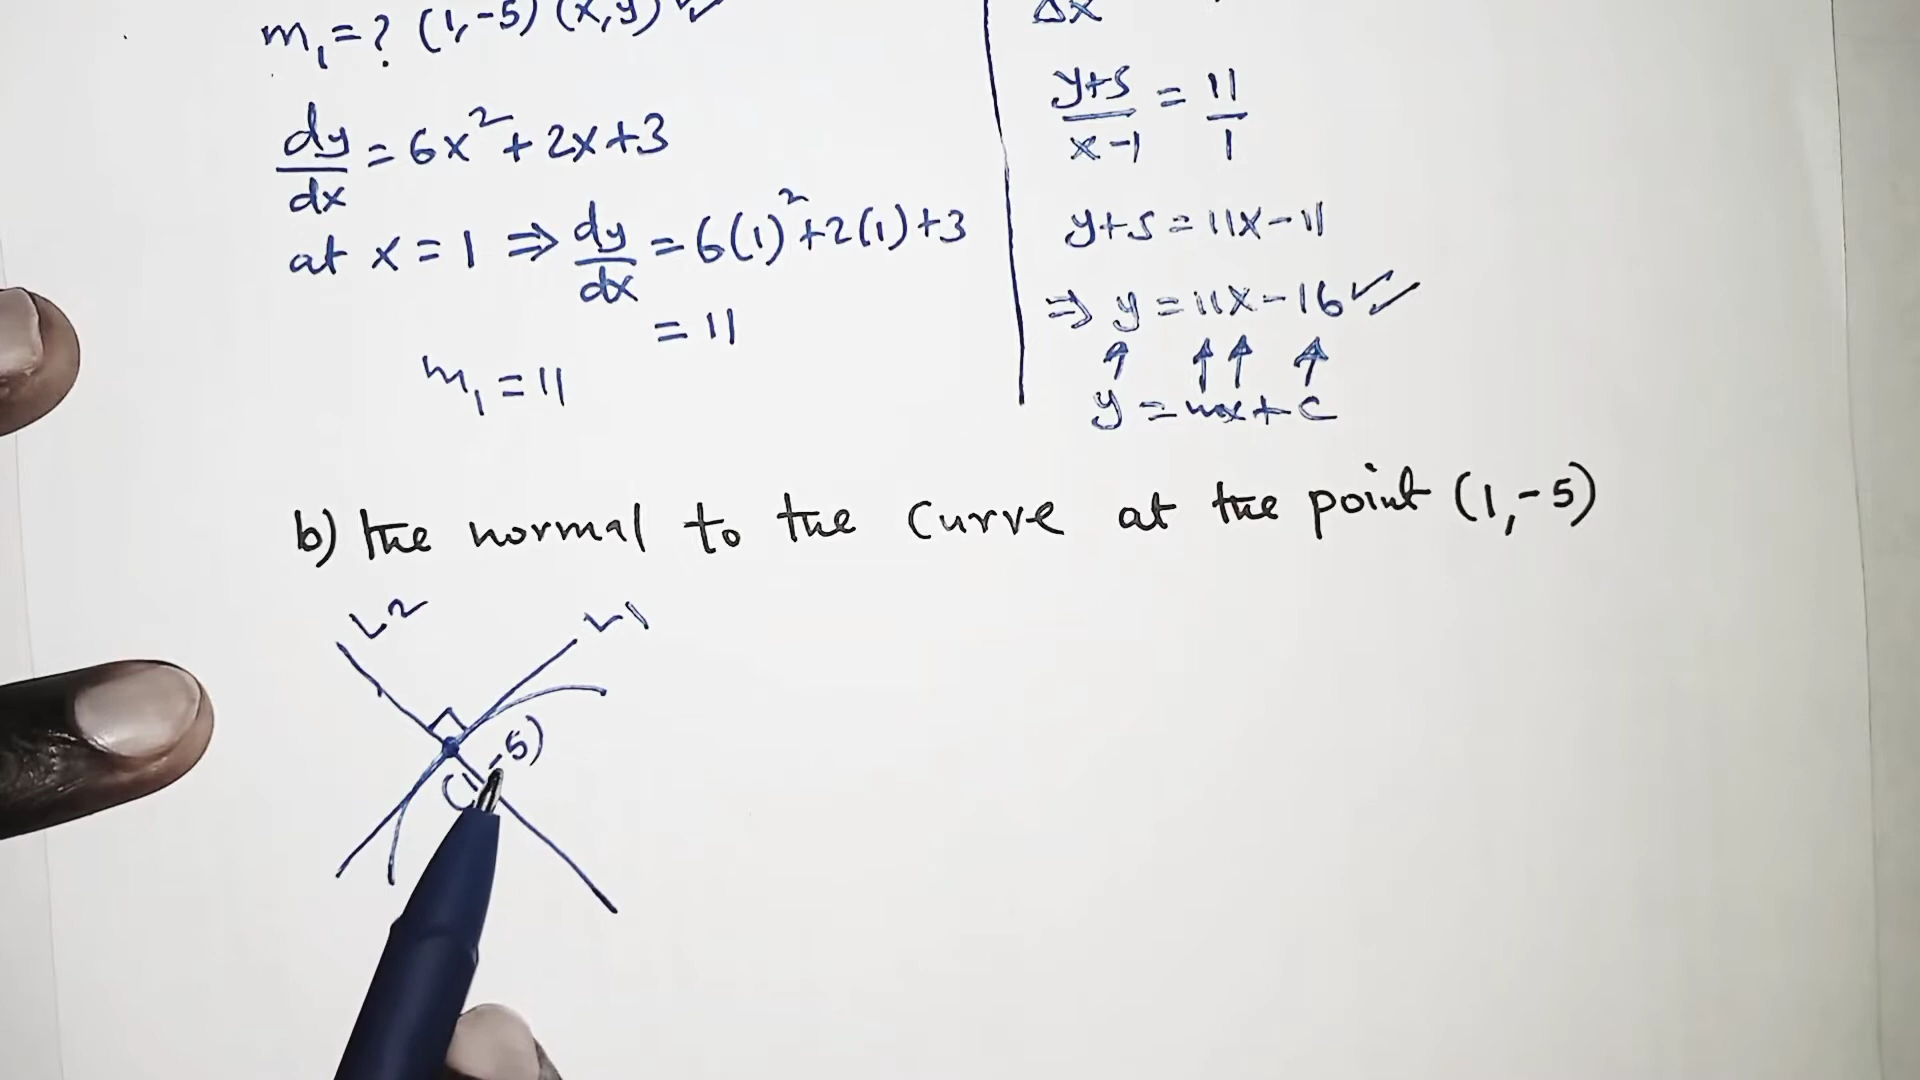 m₁ = ? (1,-5) (x,y) ✓
dy/dx = 6x² + 2x + 3
at x = 1 ⇒ dy/dx = 6(1)² + 2(1) + 3
= 11
m₁ = 11
Δx
y+5/x-1 = 11/1
y+5 = 11x - 11
⇒ y = 11x - 16 ✓✓
↑ ↑ ↑ ↑
y = mx + c
b) the normal to the curve at the point (1,-5)
L2 L1
-5)